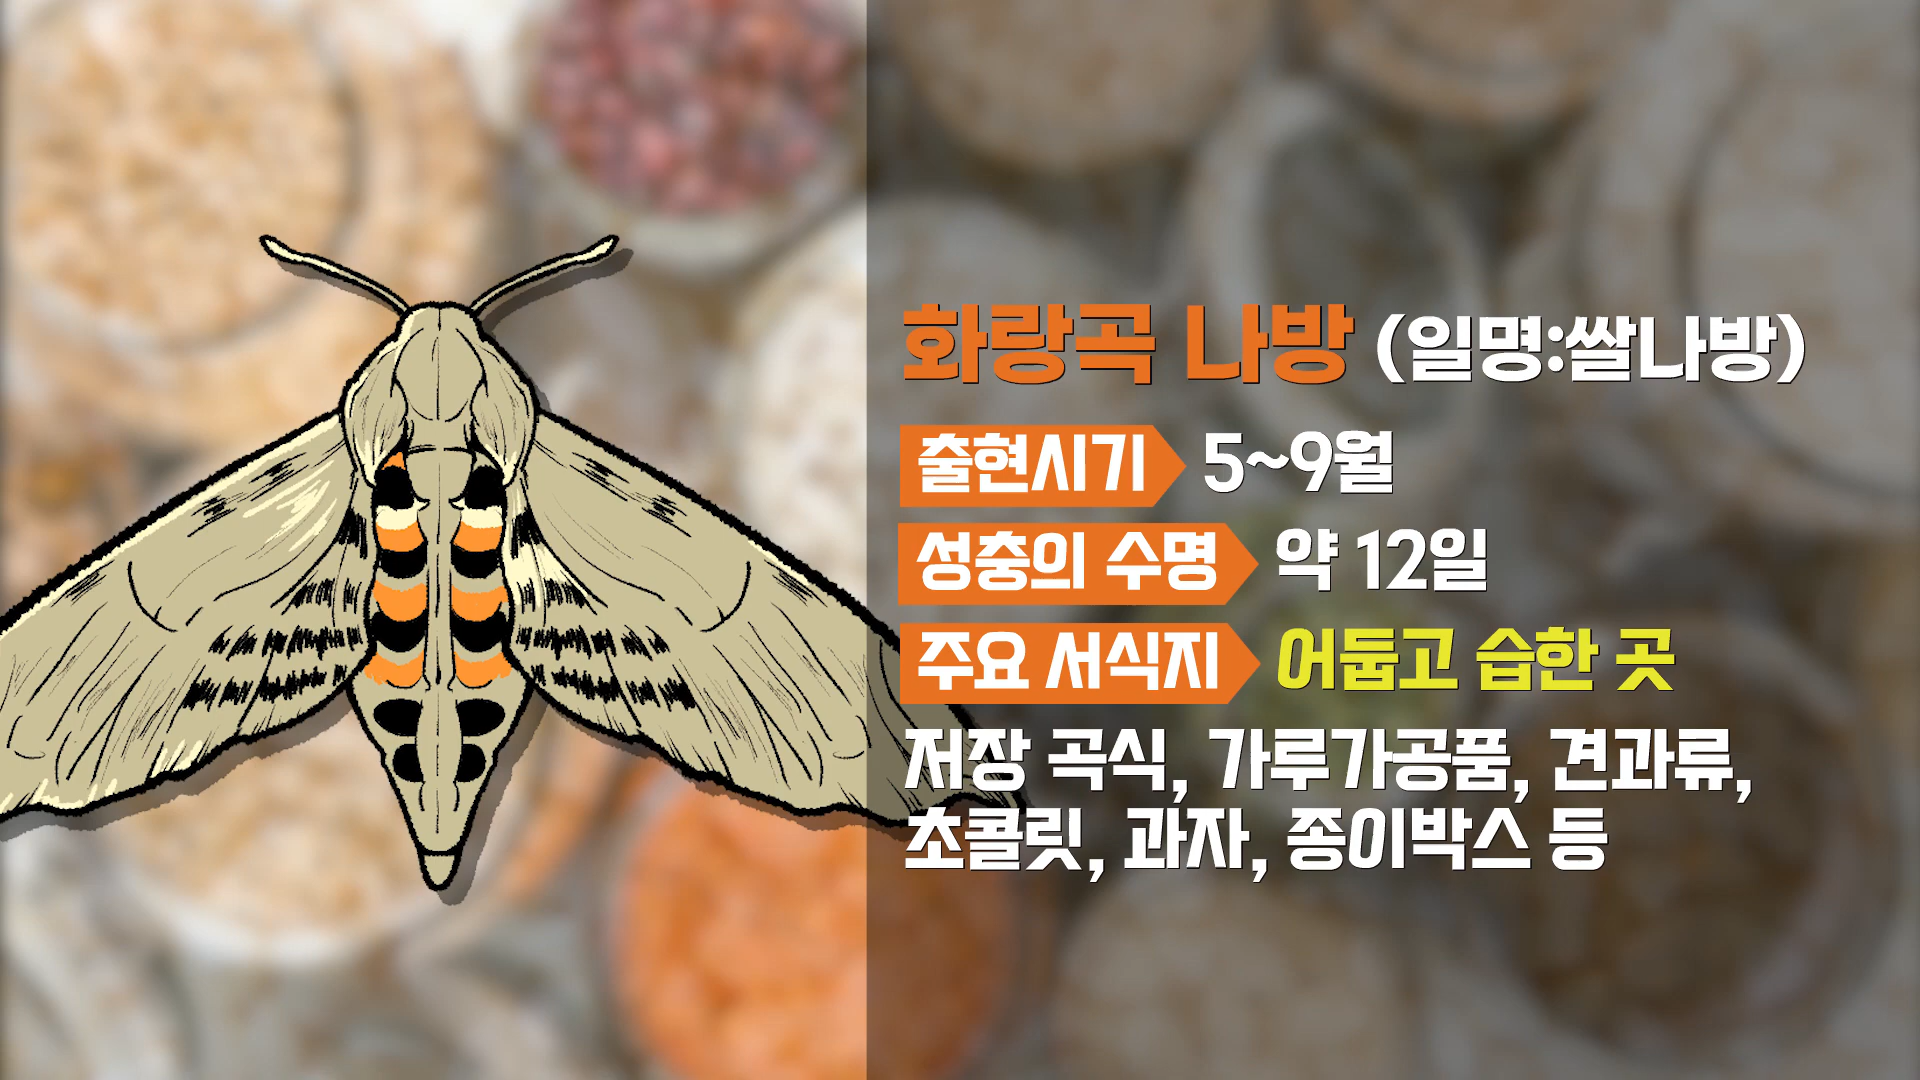 화랑곡 나방 (일명:쌀나방)
출현시기 5~9월
성충의 수명 약 12일
주요 서식지 어둡고 습한 곳
저장 곡식, 가루가공품, 견과류,
초콜릿, 과자, 종이박스 등